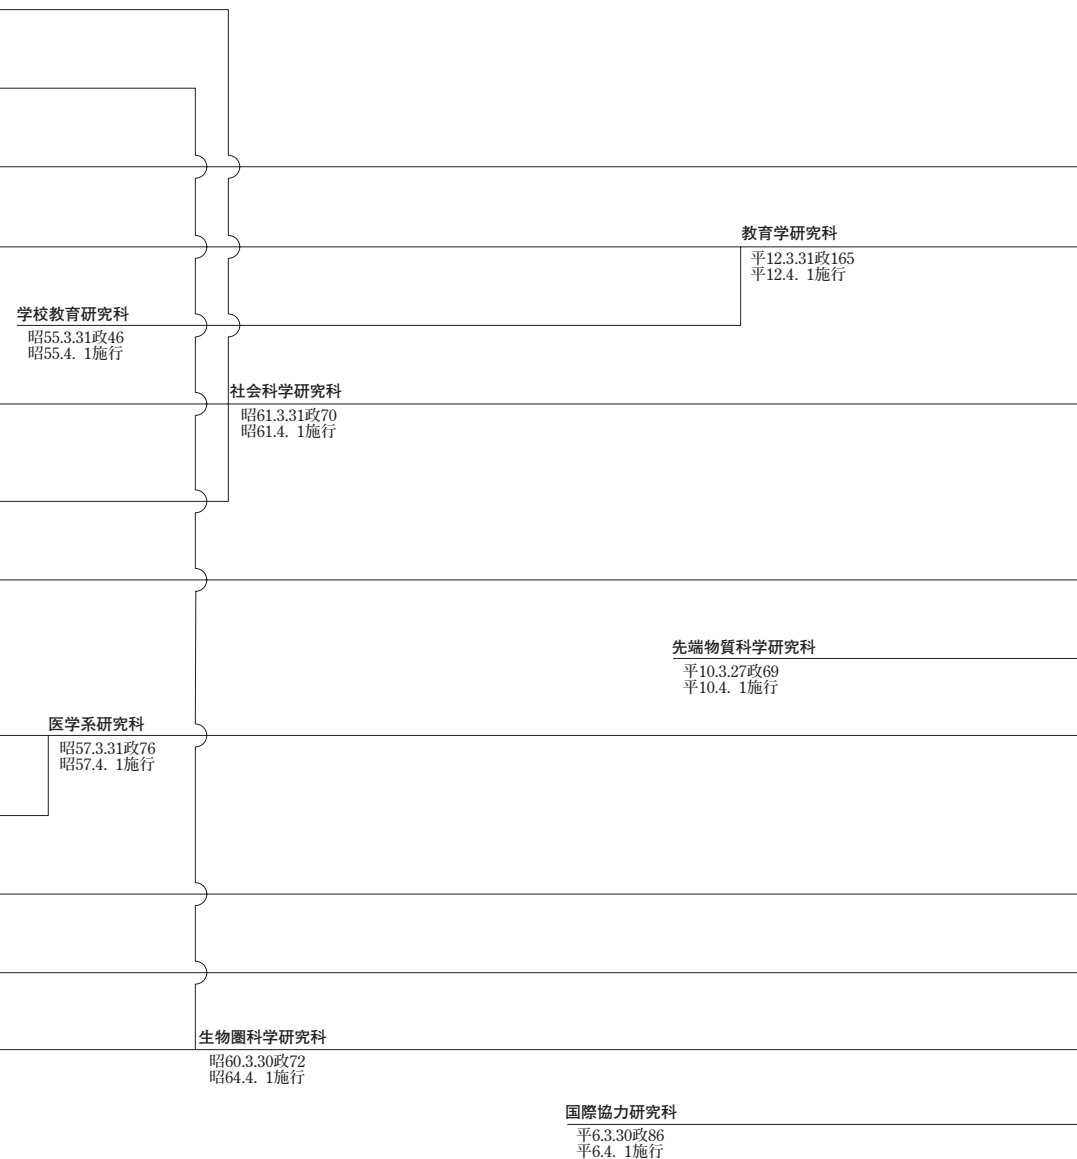 教育学研究科
平12.3.31政165
平12.4. 1施行
学校教育研究科
昭55.3.31政46
昭55.4. 1施行
社会科学研究科
昭61.3.31政70
昭61.4. 1施行
先端物質科学研究科
平10.3.27政69
平10.4. 1施行
医学系研究科
昭57.3.31政76
昭57.4. 1施行
生物圏科学研究科
昭60.3.30政72
昭64.4. 1施行
国際協力研究科
平6.3.30政86
平6.4. 1施行